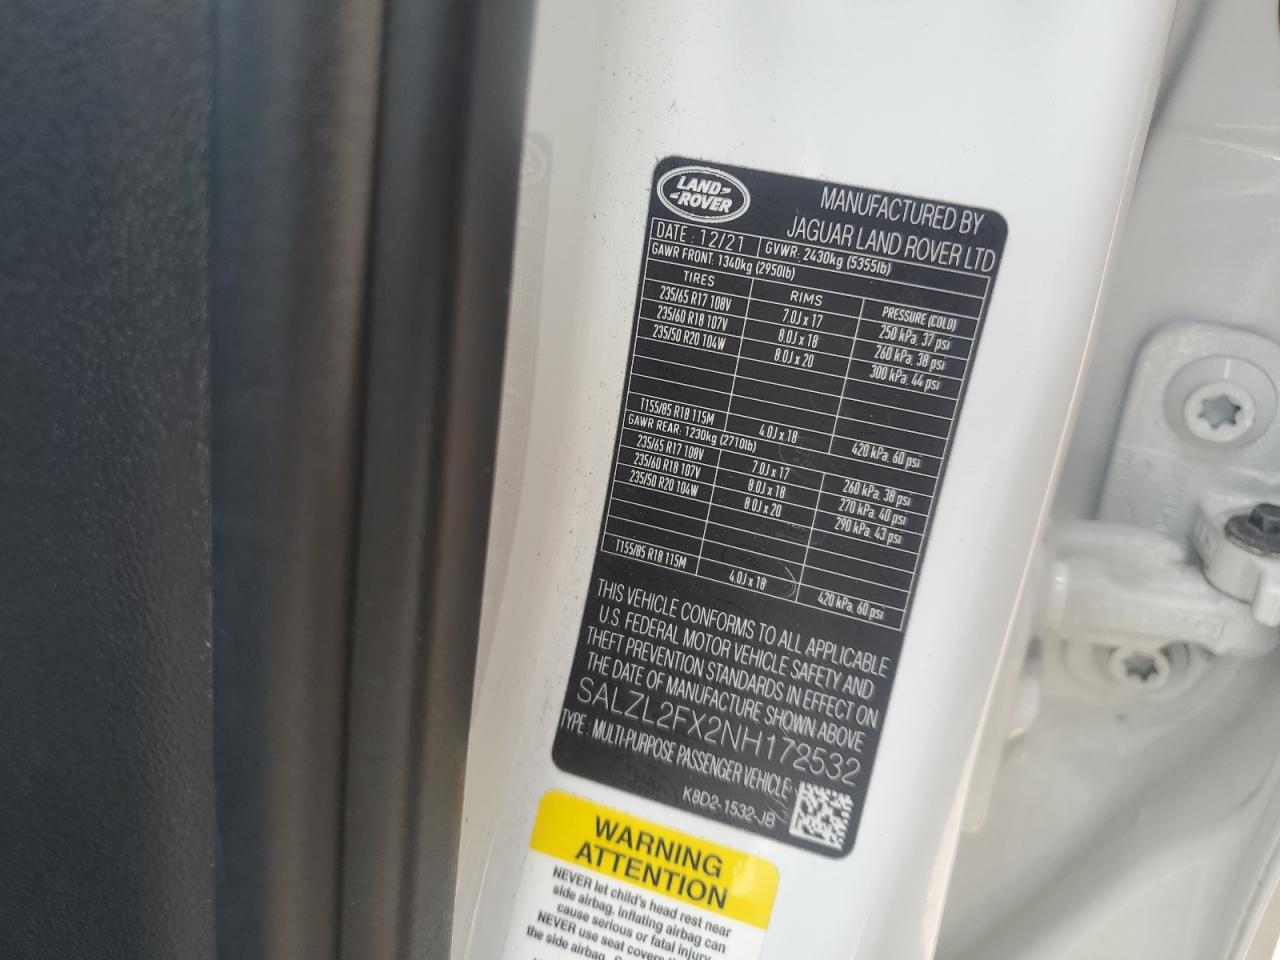 LAND
ROVER
MANUFACTURED BY
JAGUAR LAND ROVER LTD
DATE : 12/21 GVWR: 2430kg (5355lb)
GAWR FRONT: 1340kg (2950lb)
TIRES RIMS PRESSURE (COLD)
235/65 R17 108V 7.0J x 17 250 kPa. 37 psi
235/60 R18 107V 8.0J x 18 260 kPa. 38 psi
235/50 R20 104W 8.0J x 20 300 kPa. 44 psi
T155/85 R18 115M 4.0J x 18 420 kPa. 60 psi
GAWR REAR: 1230kg (2710lb)
235/65 R17 108V 7.0J x 17 260 kPa. 38 psi
235/60 R18 107V 8.0J x 18 270 kPa. 40 psi
235/50 R20 104W 8.0J x 20 290 kPa. 43 psi
T155/85 R18 115M 4.0J x 18 420 kPa. 60 psi
THIS VEHICLE CONFORMS TO ALL APPLICABLE
U.S. FEDERAL MOTOR VEHICLE SAFETY AND
THEFT PREVENTION STANDARDS IN EFFECT ON
THE DATE OF MANUFACTURE SHOWN ABOVE
SALZL2FX2NH172532
TYPE : MULTI-PURPOSE PASSENGER VEHICLE
K8D2-1532-JB
WARNING
ATTENTION
NEVER let child's head rest near
side airbag. Inflating airbag can
cause serious or fatal injury.
NEVER use seat covers
the side airbag.